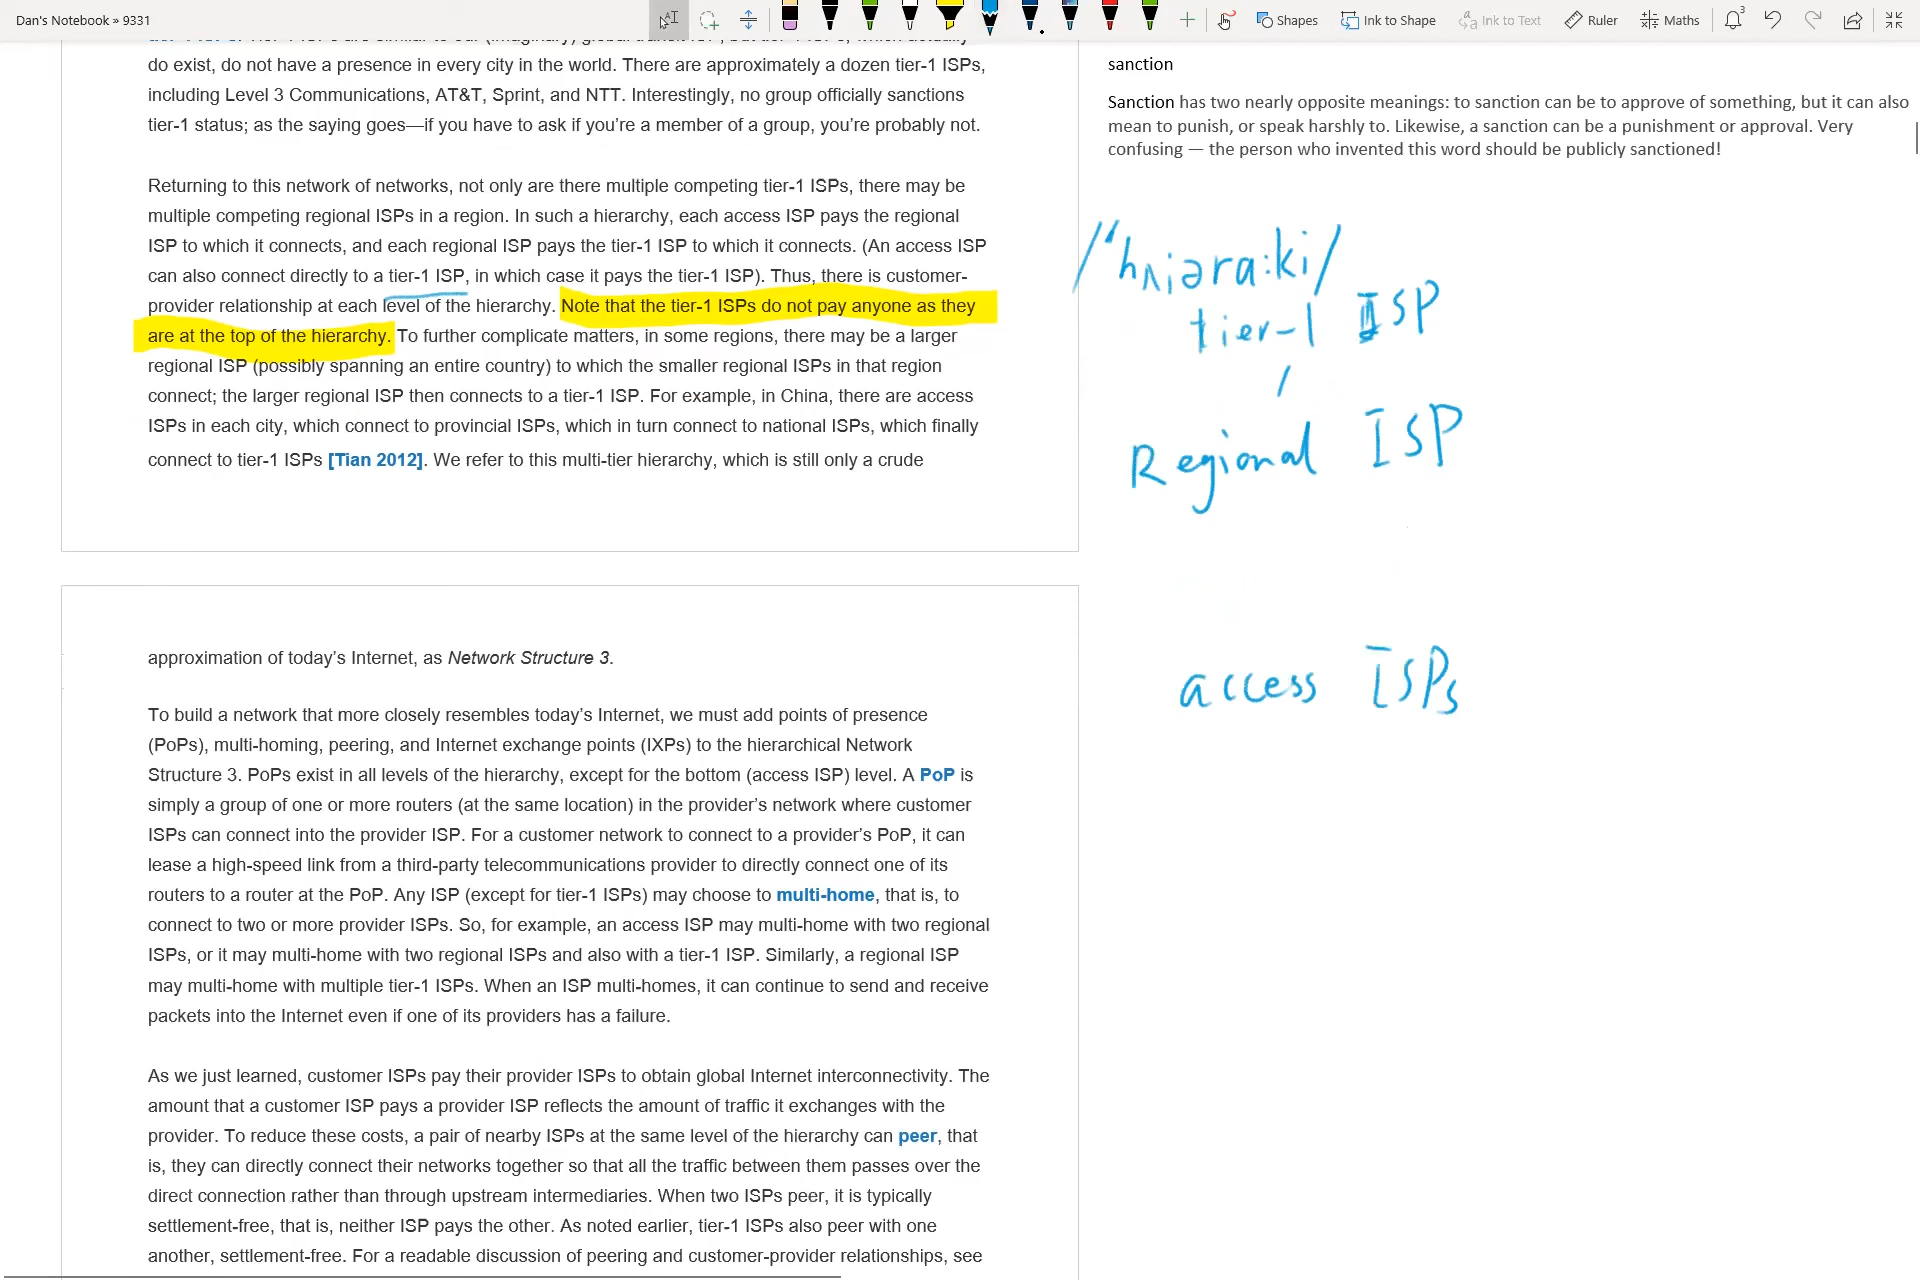 Dan's Notebook » 9331
Shapes
Ink to Shape
Ink to Text
Ruler
Maths
3
do exist, do not have a presence in every city in the world. There are approximately a dozen tier-1 ISPs,
including Level 3 Communications, AT&T, Sprint, and NTT. Interestingly, no group officially sanctions
tier-1 status; as the saying goes—if you have to ask if you’re a member of a group, you’re probably not.
Returning to this network of networks, not only are there multiple competing tier-1 ISPs, there may be
multiple competing regional ISPs in a region. In such a hierarchy, each access ISP pays the regional
ISP to which it connects, and each regional ISP pays the tier-1 ISP to which it connects. (An access ISP
can also connect directly to a tier-1 ISP, in which case it pays the tier-1 ISP). Thus, there is customer-
provider relationship at each level of the hierarchy. Note that the tier-1 ISPs do not pay anyone as they
are at the top of the hierarchy. To further complicate matters, in some regions, there may be a larger
regional ISP (possibly spanning an entire country) to which the smaller regional ISPs in that region
connect; the larger regional ISP then connects to a tier-1 ISP. For example, in China, there are access
ISPs in each city, which connect to provincial ISPs, which in turn connect to national ISPs, which finally
connect to tier-1 ISPs [Tian 2012]. We refer to this multi-tier hierarchy, which is still only a crude
approximation of today’s Internet, as Network Structure 3.
To build a network that more closely resembles today’s Internet, we must add points of presence
(PoPs), multi-homing, peering, and Internet exchange points (IXPs) to the hierarchical Network
Structure 3. PoPs exist in all levels of the hierarchy, except for the bottom (access ISP) level. A PoP is
simply a group of one or more routers (at the same location) in the provider’s network where customer
ISPs can connect into the provider ISP. For a customer network to connect to a provider’s PoP, it can
lease a high-speed link from a third-party telecommunications provider to directly connect one of its
routers to a router at the PoP. Any ISP (except for tier-1 ISPs) may choose to multi-home, that is, to
connect to two or more provider ISPs. So, for example, an access ISP may multi-home with two regional
ISPs, or it may multi-home with two regional ISPs and also with a tier-1 ISP. Similarly, a regional ISP
may multi-home with multiple tier-1 ISPs. When an ISP multi-homes, it can continue to send and receive
packets into the Internet even if one of its providers has a failure.
As we just learned, customer ISPs pay their provider ISPs to obtain global Internet interconnectivity. The
amount that a customer ISP pays a provider ISP reflects the amount of traffic it exchanges with the
provider. To reduce these costs, a pair of nearby ISPs at the same level of the hierarchy can peer, that
is, they can directly connect their networks together so that all the traffic between them passes over the
direct connection rather than through upstream intermediaries. When two ISPs peer, it is typically
settlement-free, that is, neither ISP pays the other. As noted earlier, tier-1 ISPs also peer with one
another, settlement-free. For a readable discussion of peering and customer-provider relationships, see
sanction
Sanction has two nearly opposite meanings: to sanction can be to approve of something, but it can also
mean to punish, or speak harshly to. Likewise, a sanction can be a punishment or approval. Very
confusing — the person who invented this word should be publicly sanctioned!
/ˈhʌiərɑːki/
tier-1 ISP
Regional ISP
access ISPs